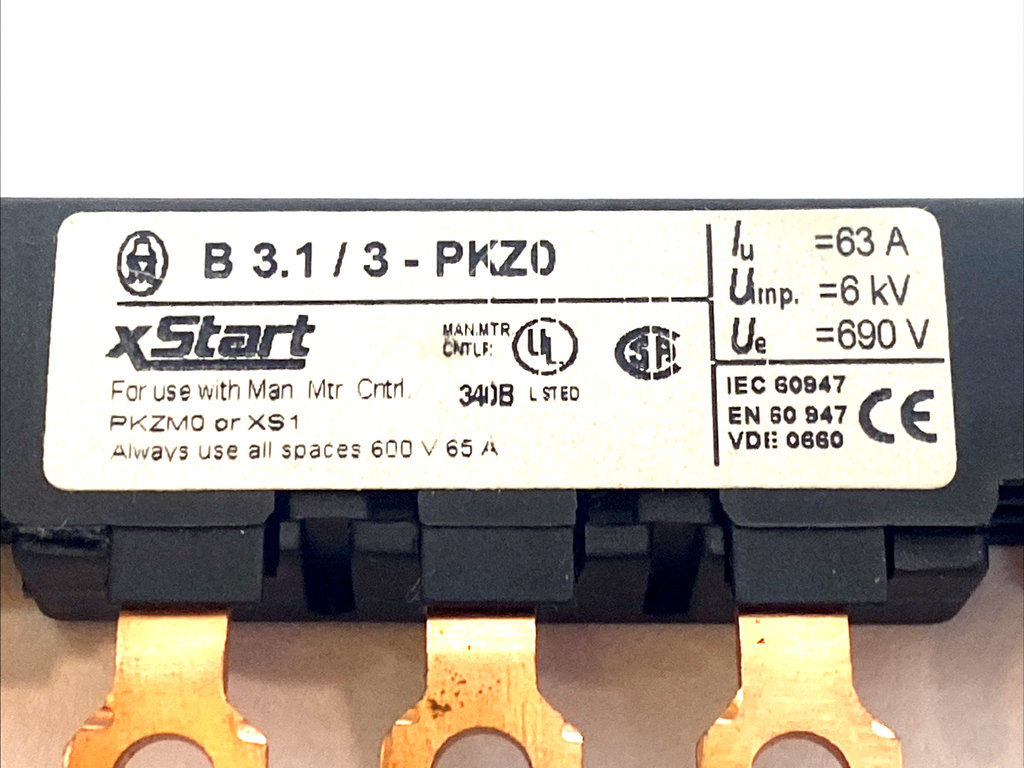 B 3.1 / 3 - PKZ0
xStart
MAN.MTR.
CNTLR
UL
340B LISTED
For use with Man. Mtr. Cntrl.
PKZM0 or XS1
Always use all spaces 600 V 65 A
Iu =63 A
Uimp. =6 kV
Ue =690 V
IEC 60947
EN 60 947
VDE 0660
CE